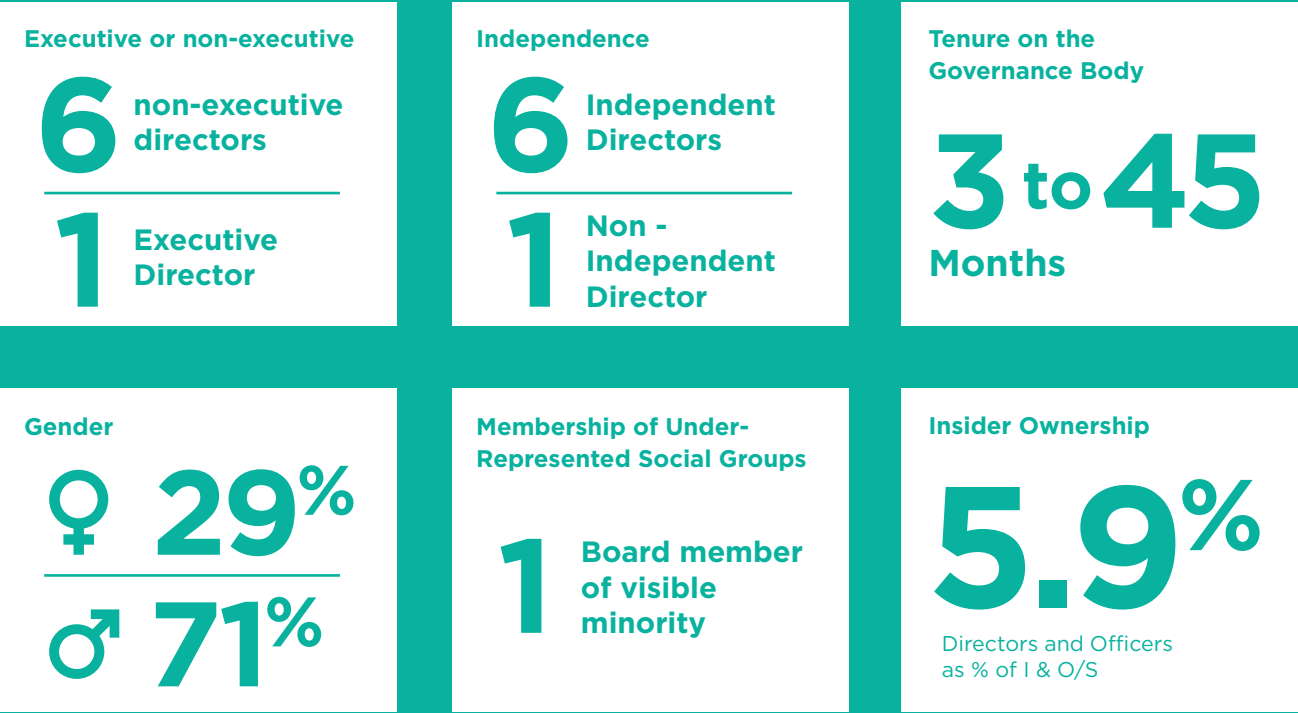 Executive or non-executive
6 non-executive
directors
1 Executive
Director
Independence
6 Independent
Directors
1 Non -
Independent
Director
Tenure on the
Governance Body
3 to 45
Months
Gender
29%
71%
Membership of Under-
Represented Social Groups
1 Board member
of visible
minority
Insider Ownership
5.9%
Directors and Officers
as % of I & O/S